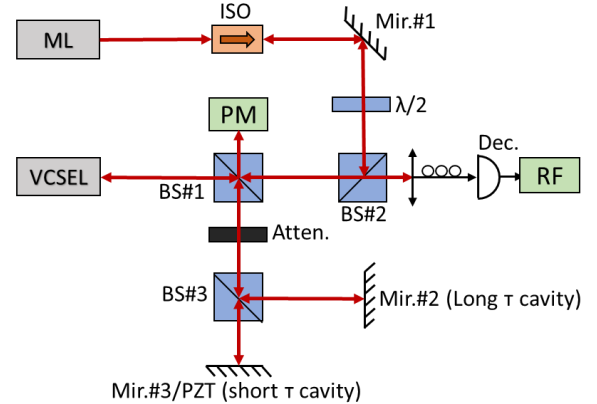 ISO
Mir.#1
ML
λ/2
PM
Dec.
VCSEL
BS#1
BS#2
RF
Atten.
BS#3
Mir.#2 (Long τ cavity)
Mir.#3/PZT (short τ cavity)